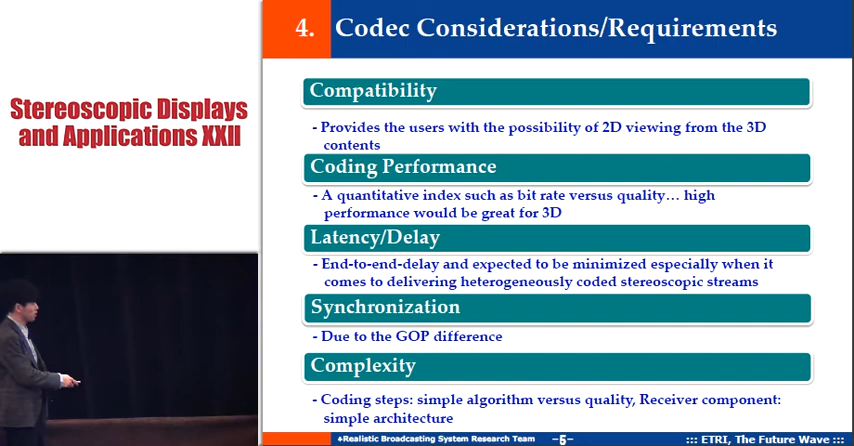 Stereoscopic Displays
and Applications XXII
4. Codec Considerations/Requirements
Compatibility
- Provides the users with the possibility of 2D viewing from the 3D
contents
Coding Performance
- A quantitative index such as bit rate versus quality... high
performance would be great for 3D
Latency/Delay
- End-to-end-delay and expected to be minimized especially when it
comes to delivering heterogeneously coded stereoscopic streams
Synchronization
- Due to the GOP difference
Complexity
- Coding steps: simple algorithm versus quality, Receiver component:
simple architecture
♦Realistic Broadcasting System Research Team –5– ::: ETRI, The Future Wave :::